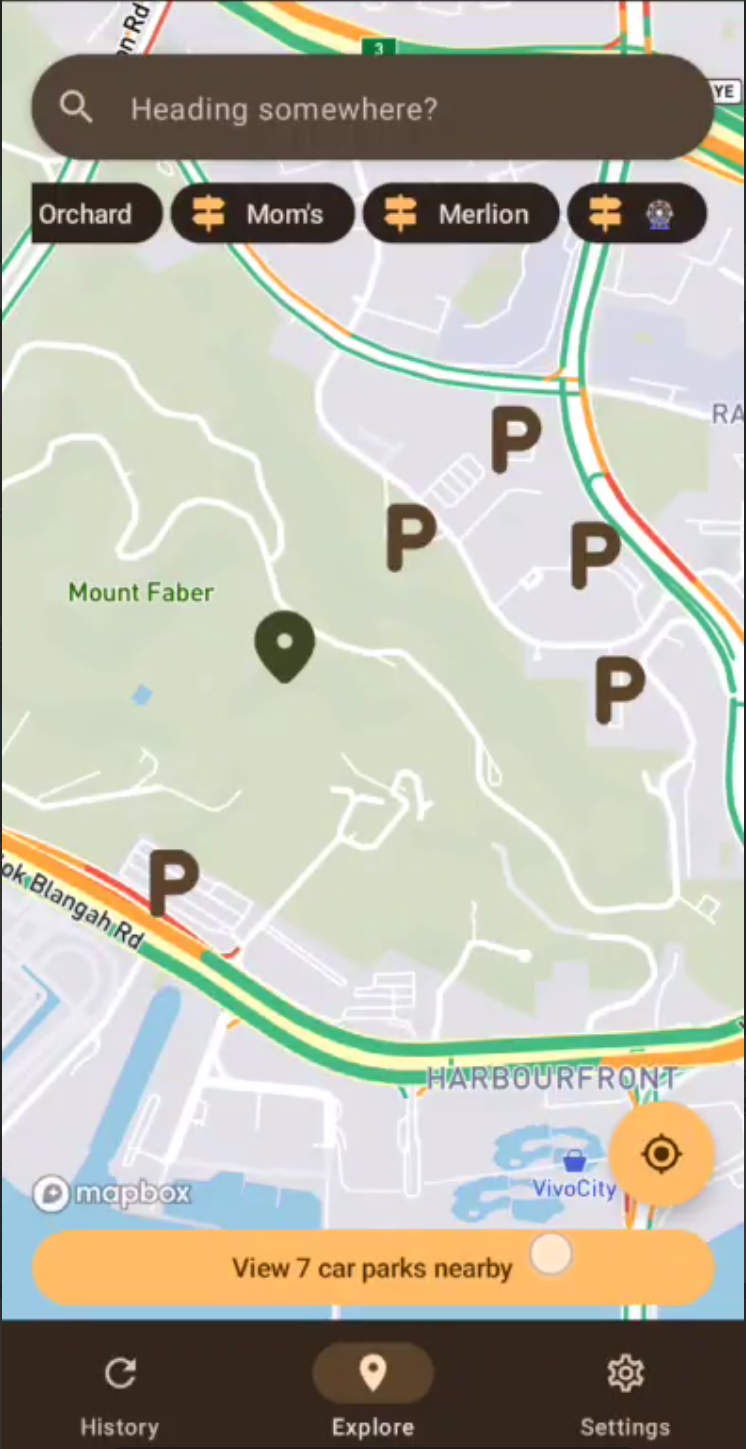 on Rd
3
YE
Heading somewhere?
Orchard
Mom's
Merlion
RA
P
P
P
Mount Faber
P
P
ok Blangah Rd
HARBOURFRONT
VivoCity
mapbox
View 7 car parks nearby
History
Explore
Settings